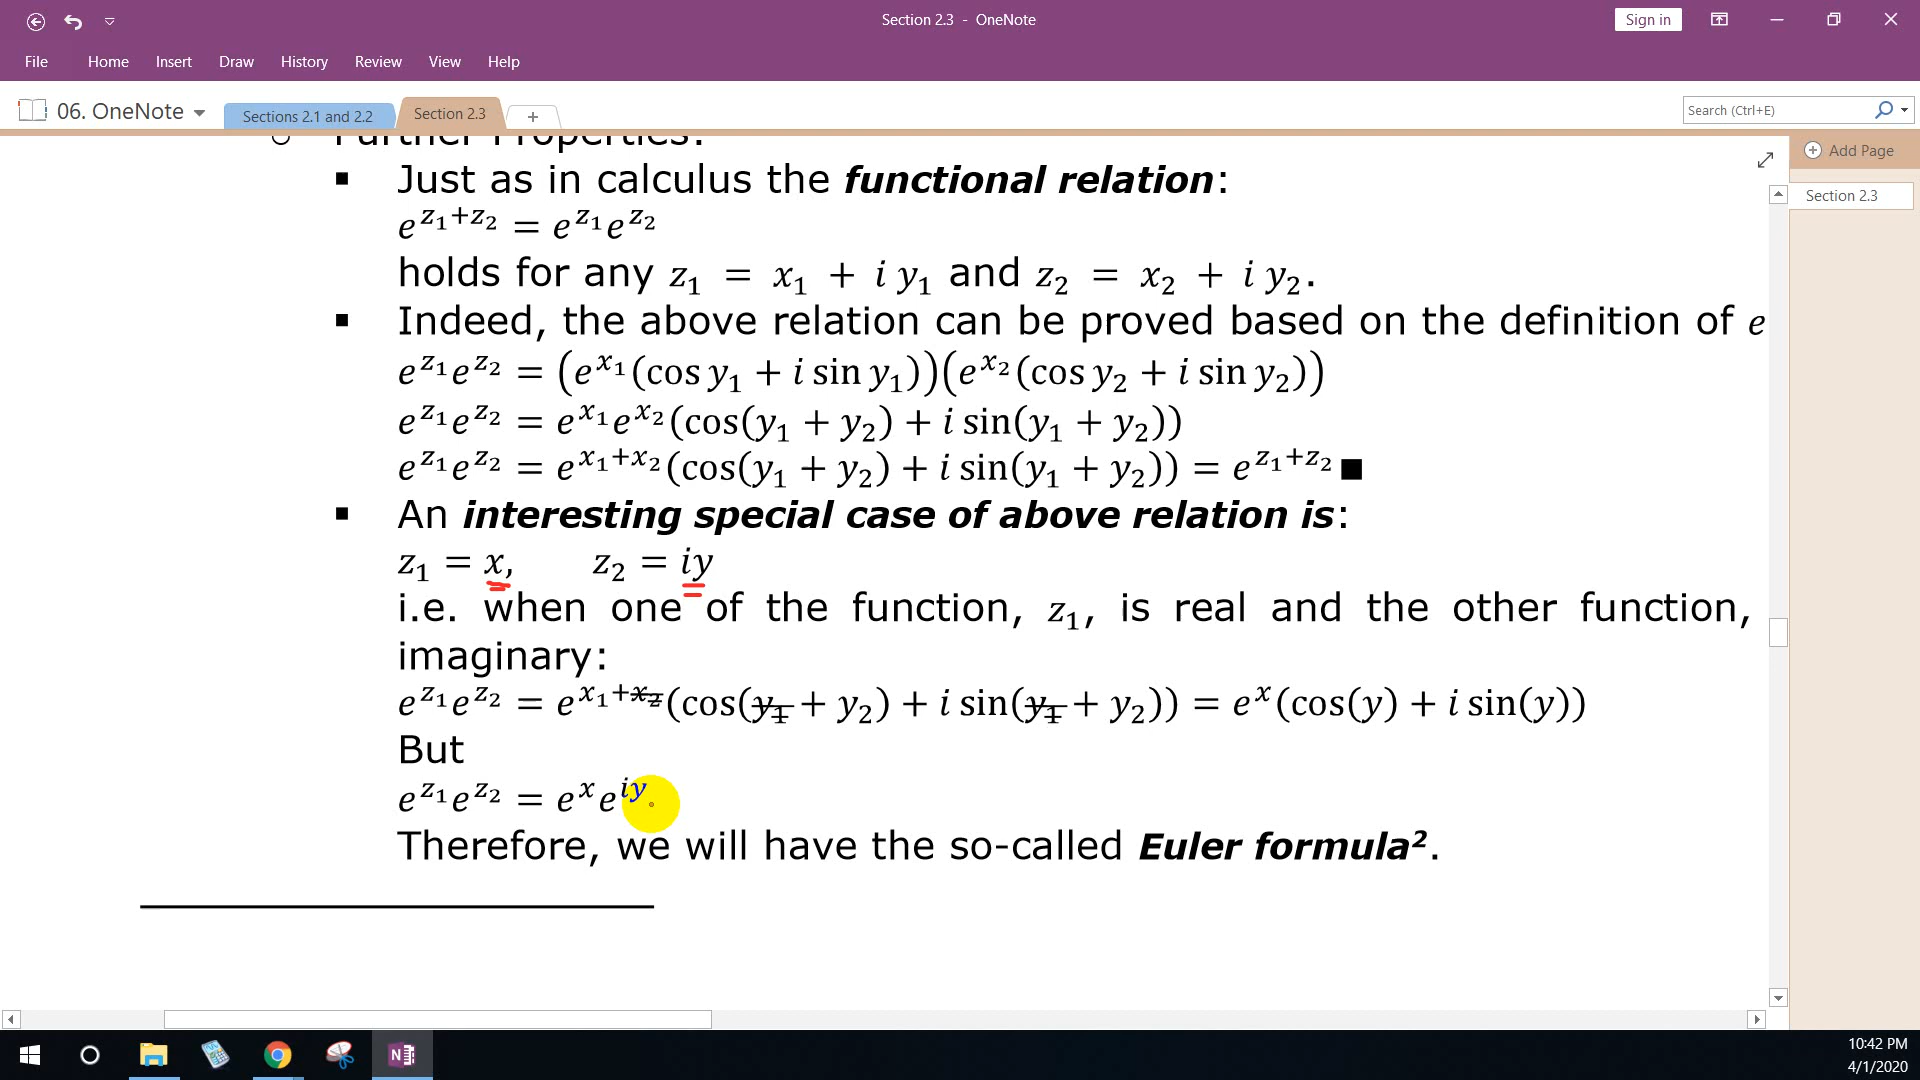 Section 2.3 - OneNote
Sign in
File Home Insert Draw History Review View Help
06. OneNote
Sections 2.1 and 2.2
Section 2.3
+
Search (Ctrl+E)
Add Page
Section 2.3
Further Properties:
▪ Just as in calculus the functional relation:
e^{z₁+z₂} = e^{z₁}e^{z₂}
holds for any z₁ = x₁ + i y₁ and z₂ = x₂ + i y₂.
▪ Indeed, the above relation can be proved based on the definition of e
e^{z₁}e^{z₂} = (e^{x₁}(cos y₁ + i sin y₁))(e^{x₂}(cos y₂ + i sin y₂))
e^{z₁}e^{z₂} = e^{x₁}e^{x₂}(cos(y₁ + y₂) + i sin(y₁ + y₂))
e^{z₁}e^{z₂} = e^{x₁+x₂}(cos(y₁ + y₂) + i sin(y₁ + y₂)) = e^{z₁+z₂} ■
▪ An interesting special case of above relation is:
z₁ = x, z₂ = iy
i.e. when one of the function, z₁, is real and the other function,
imaginary:
e^{z₁}e^{z₂} = e^{x₁+x₂}(cos(y₁ + y₂) + i sin(y₁ + y₂)) = e^x(cos(y) + i sin(y))
But
e^{z₁}e^{z₂} = e^x e^{iy}
Therefore, we will have the so-called Euler formula².
N
10:42 PM
4/1/2020